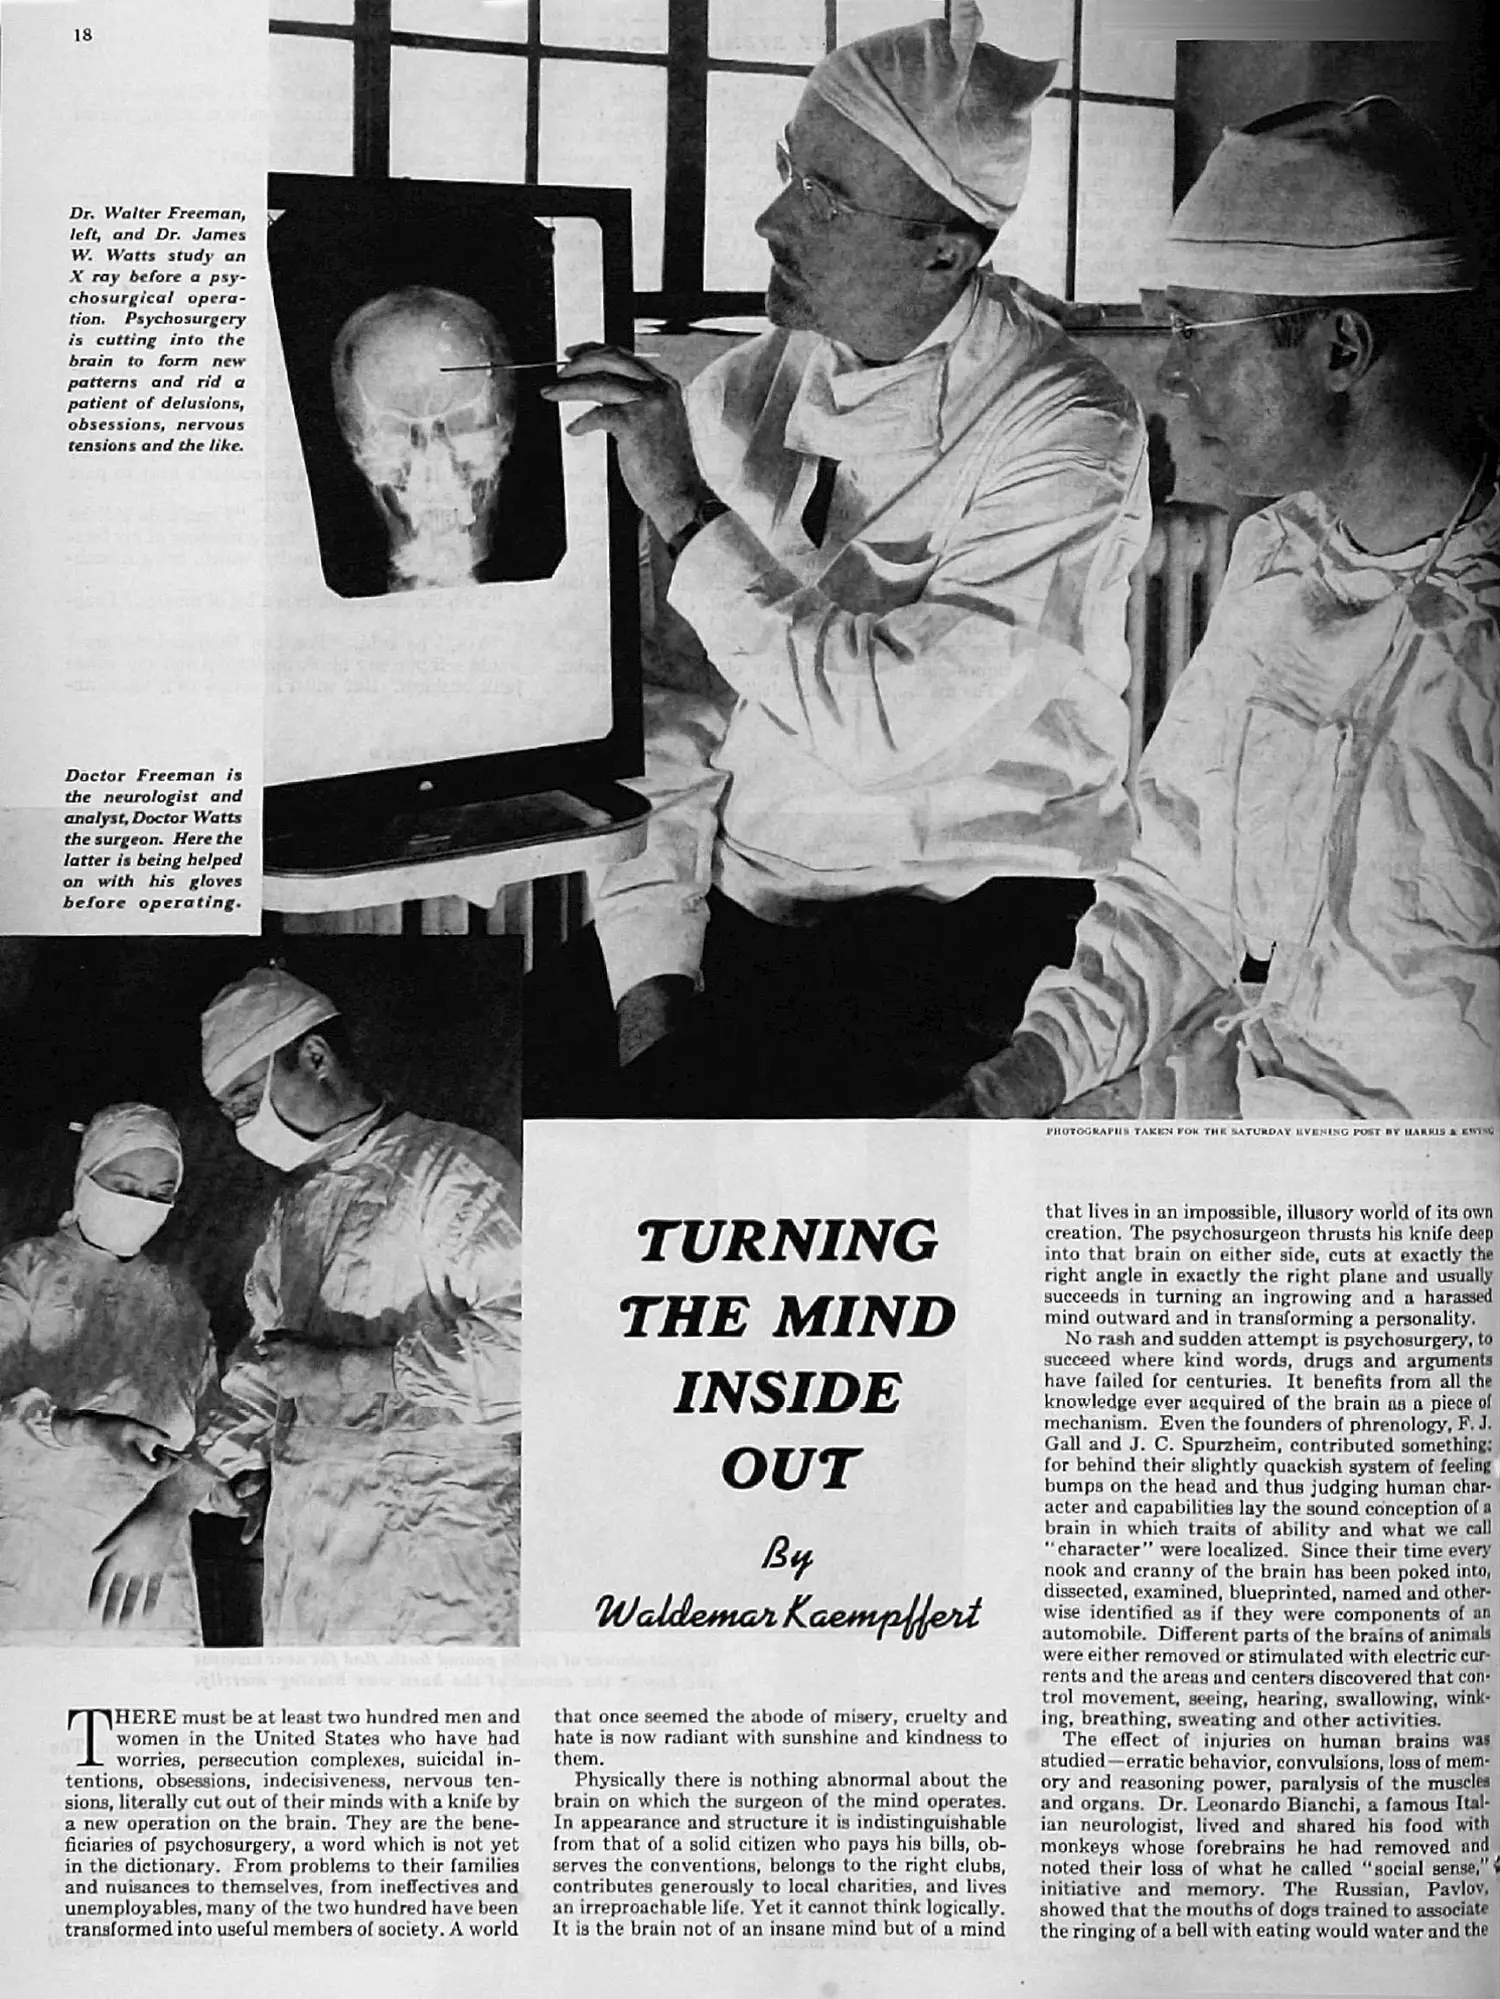 18
Dr. Walter Freeman,
left, and Dr. James
W. Watts study an
X ray before a psy-
chosurgical opera-
tion. Psychosurgery
is cutting into the
brain to form new
patterns and rid a
patient of delusions,
obsessions, nervous
tensions and the like.
Doctor Freeman is
the neurologist and
analyst, Doctor Watts
the surgeon. Here the
latter is being helped
on with his gloves
before operating.
PHOTOGRAPHS TAKEN FOR THE SATURDAY EVENING POST BY HARRIS & EWING
TURNING
THE MIND
INSIDE
OUT
By
Waldemar Kaempffert
THERE must be at least two hundred men and
women in the United States who have had
worries, persecution complexes, suicidal in-
tentions, obsessions, indecisiveness, nervous ten-
sions, literally cut out of their minds with a knife by
a new operation on the brain. They are the bene-
ficiaries of psychosurgery, a word which is not yet
in the dictionary. From problems to their families
and nuisances to themselves, from ineffectives and
unemployables, many of the two hundred have been
transformed into useful members of society. A world
that once seemed the abode of misery, cruelty and
hate is now radiant with sunshine and kindness to
them.
Physically there is nothing abnormal about the
brain on which the surgeon of the mind operates.
In appearance and structure it is indistinguishable
from that of a solid citizen who pays his bills, ob-
serves the conventions, belongs to the right clubs,
contributes generously to local charities, and lives
an irreproachable life. Yet it cannot think logically.
It is the brain not of an insane mind but of a mind
that lives in an impossible, illusory world of its own
creation. The psychosurgeon thrusts his knife deep
into that brain on either side, cuts at exactly the
right angle in exactly the right plane and usually
succeeds in turning an ingrowing and a harassed
mind outward and in transforming a personality.
No rash and sudden attempt is psychosurgery, to
succeed where kind words, drugs and arguments
have failed for centuries. It benefits from all the
knowledge ever acquired of the brain as a piece of
mechanism. Even the founders of phrenology, F. J.
Gall and J. C. Spurzheim, contributed something;
for behind their slightly quackish system of feeling
bumps on the head and thus judging human char-
acter and capabilities lay the sound conception of a
brain in which traits of ability and what we call
"character" were localized. Since their time every
nook and cranny of the brain has been poked into,
dissected, examined, blueprinted, named and other-
wise identified as if they were components of an
automobile. Different parts of the brains of animals
were either removed or stimulated with electric cur-
rents and the areas and centers discovered that con-
trol movement, seeing, hearing, swallowing, wink-
ing, breathing, sweating and other activities.
The effect of injuries on human brains was
studied—erratic behavior, convulsions, loss of mem-
ory and reasoning power, paralysis of the muscles
and organs. Dr. Leonardo Bianchi, a famous Ital-
ian neurologist, lived and shared his food with
monkeys whose forebrains he had removed and
noted their loss of what he called "social sense,"
initiative and memory. The Russian, Pavlov,
showed that the mouths of dogs trained to associate
the ringing of a bell with eating would water and the